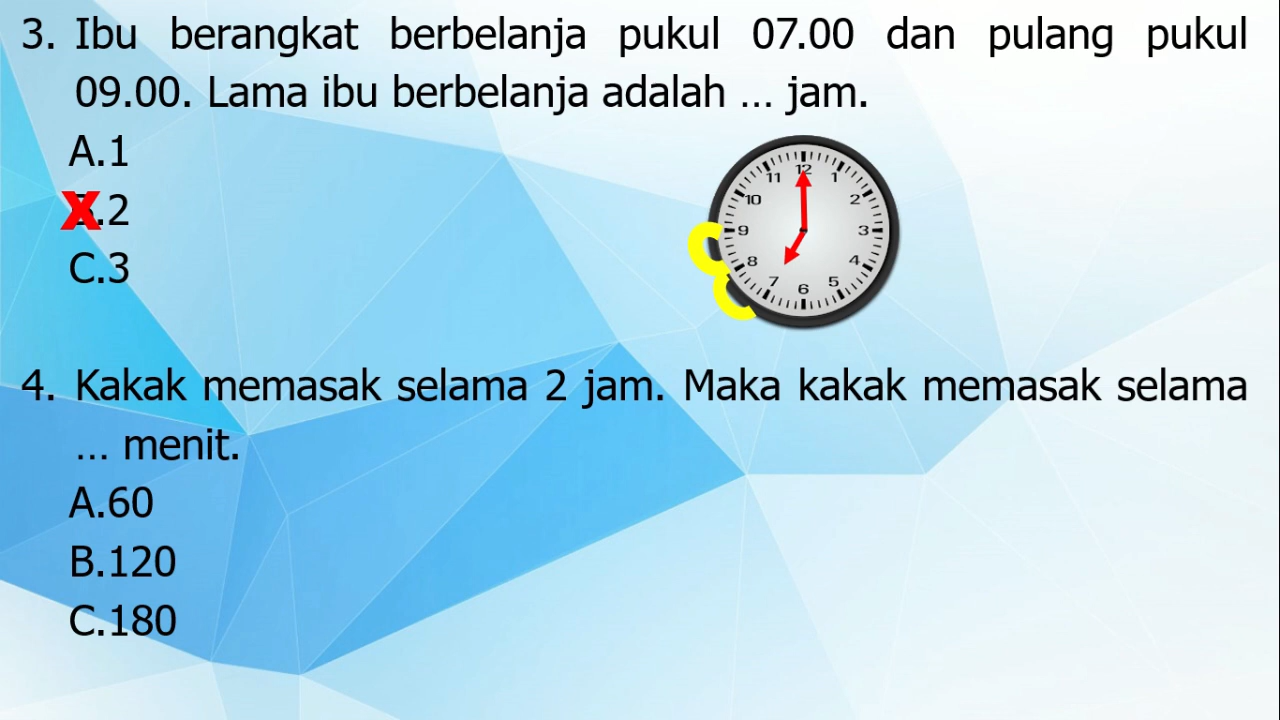 3. Ibu berangkat berbelanja pukul 07.00 dan pulang pukul
09.00. Lama ibu berbelanja adalah ... jam.
A.1
X.2
C.3
12
11 1
10 2
9 3
8 4
7 5
6
4. Kakak memasak selama 2 jam. Maka kakak memasak selama
... menit.
A.60
B.120
C.180